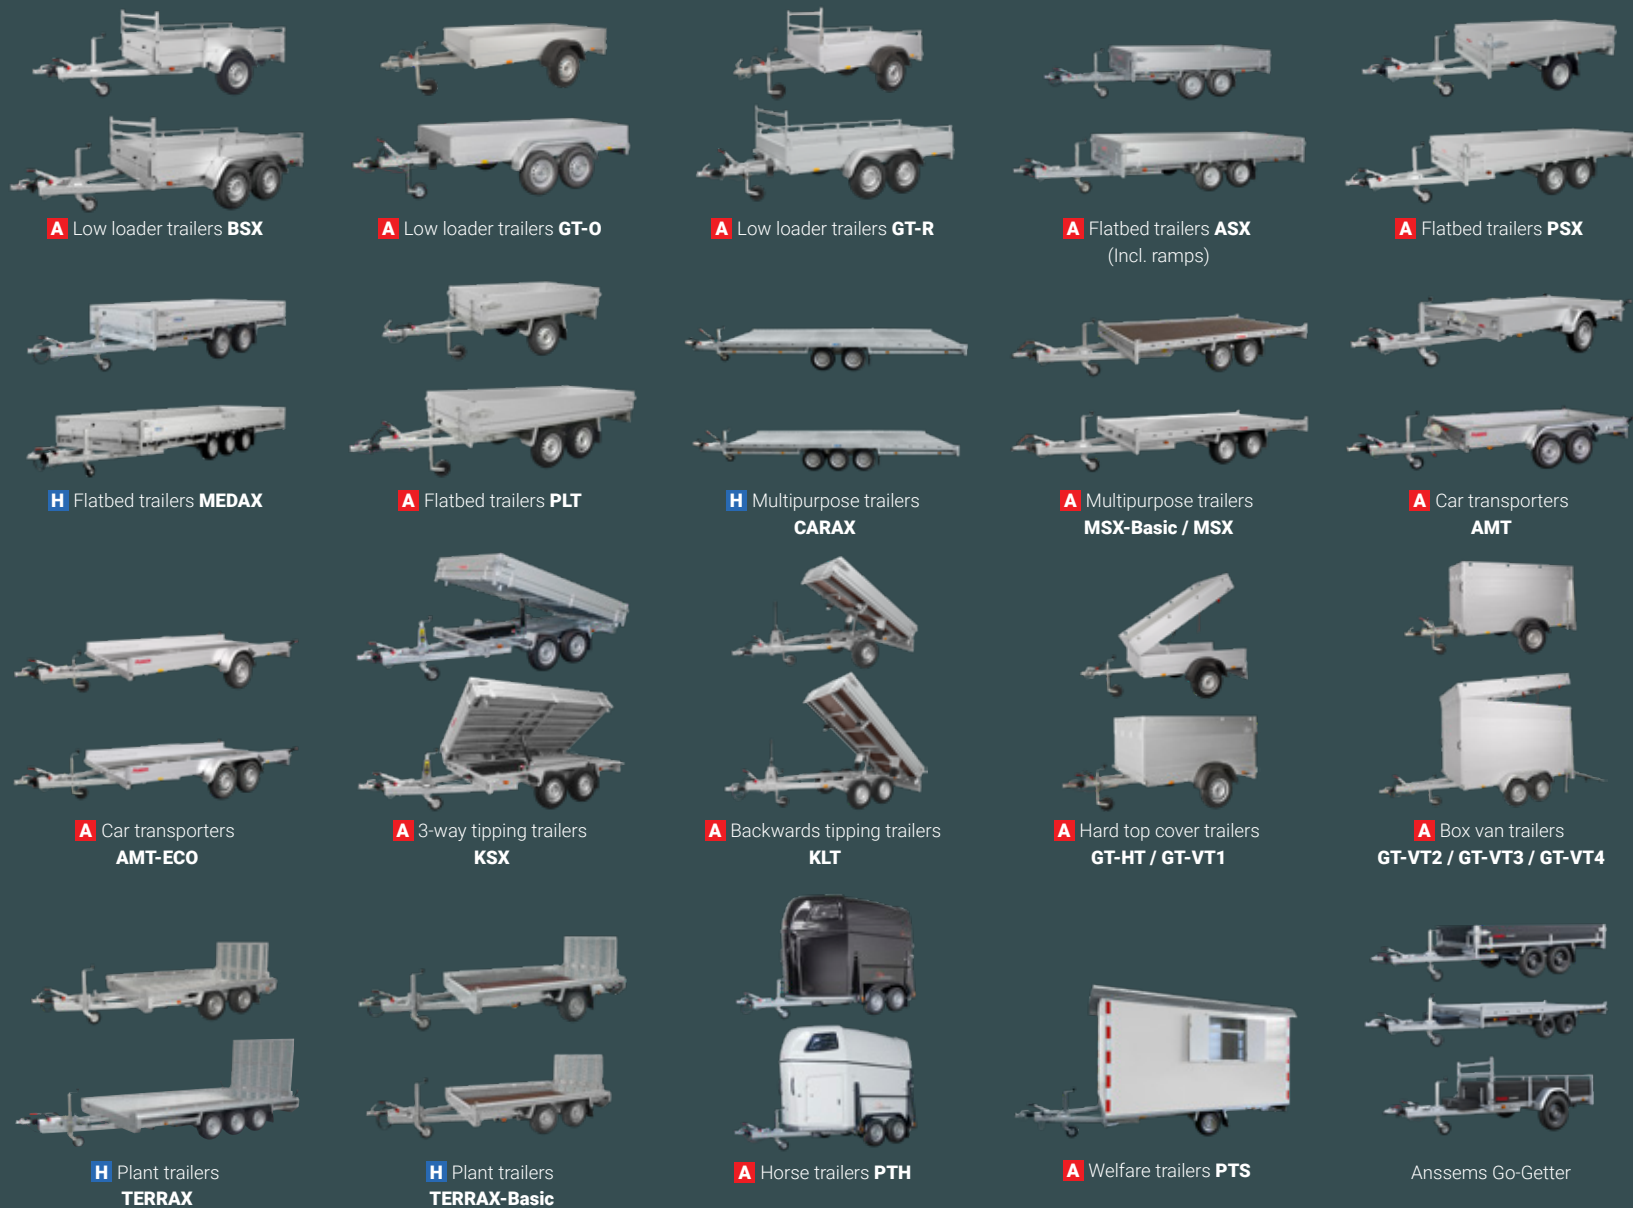 A Low loader trailers BSX
A Low loader trailers GT-O
A Low loader trailers GT-R
A Flatbed trailers ASX
(Incl. ramps)
A Flatbed trailers PSX
H Flatbed trailers MEDAX
A Flatbed trailers PLT
H Multipurpose trailers
CARAX
A Multipurpose trailers
MSX-Basic / MSX
A Car transporters
AMT
A Car transporters
AMT-ECO
A 3-way tipping trailers
KSX
A Backwards tipping trailers
KLT
A Hard top cover trailers
GT-HT / GT-VT1
A Box van trailers
GT-VT2 / GT-VT3 / GT-VT4
H Plant trailers
TERRAX
H Plant trailers
TERRAX-Basic
A Horse trailers PTH
A Welfare trailers PTS
Anssems Go-Getter